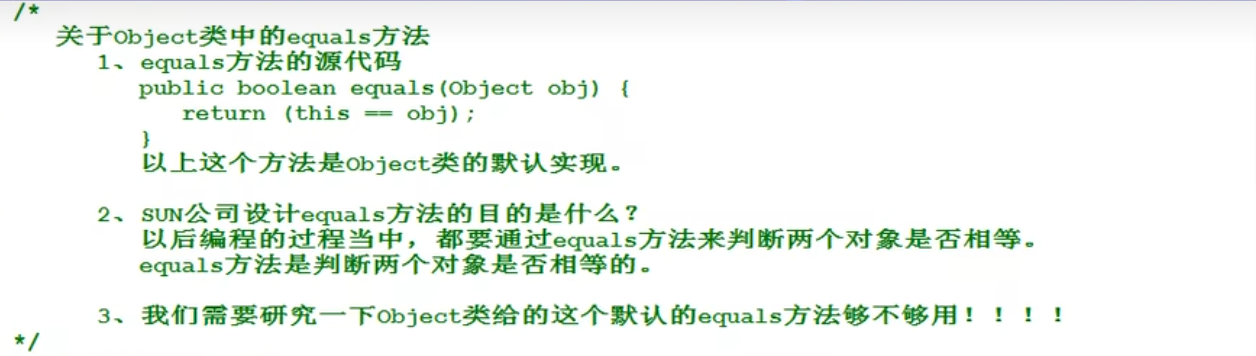 /*
关于Object类中的equals方法
1、equals方法的源代码
public boolean equals(Object obj) {
return (this == obj);
}
以上这个方法是Object类的默认实现。
2、SUN公司设计equals方法的目的是什么？
以后编程的过程当中，都要通过equals方法来判断两个对象是否相等。
equals方法是判断两个对象是否相等的。
3、我们需要研究一下Object类给的这个默认的equals方法够不够用！！！！
*/